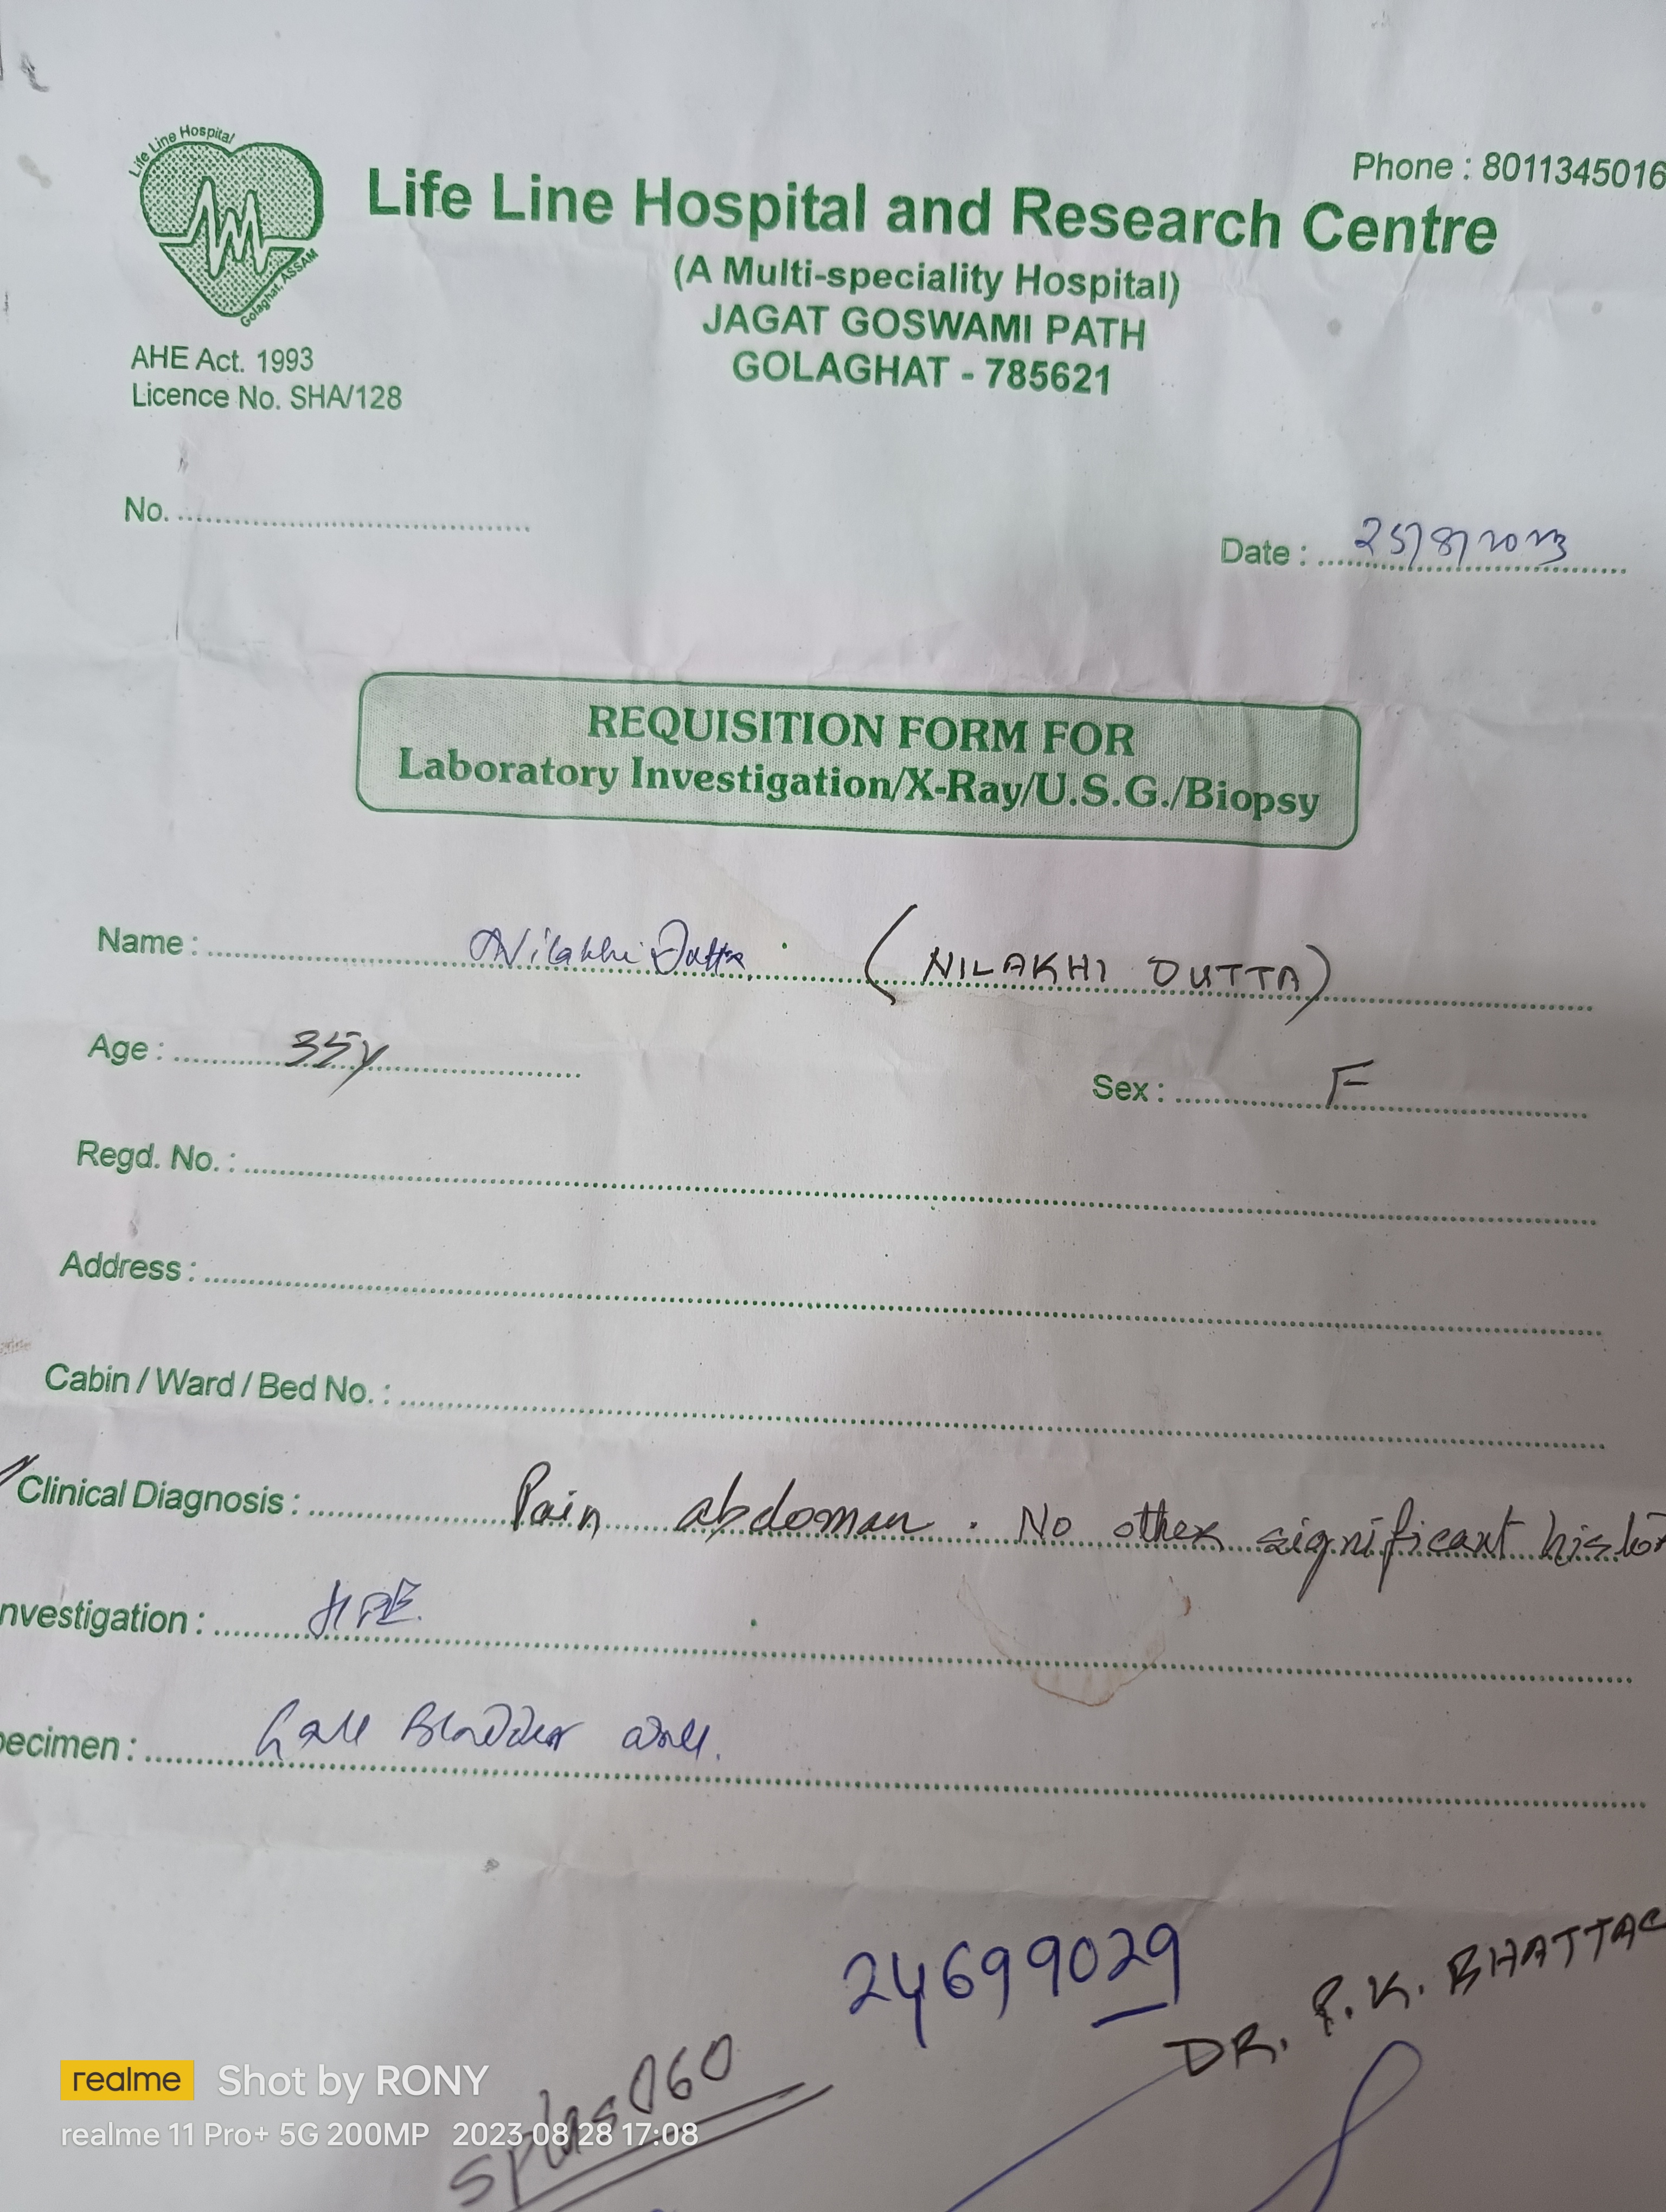 Life Line Hospital
Golaghat, ASSAM
Phone : 8011345016
Life Line Hospital and Research Centre
(A Multi-speciality Hospital)
JAGAT GOSWAMI PATH
GOLAGHAT - 785621
AHE Act. 1993
Licence No. SHA/128
No.
Date : 25/8/2023
REQUISITION FORM FOR
Laboratory Investigation/X-Ray/U.S.G./Biopsy
Name : Nilakhi Dutta (NILAKHI DUTTA)
Age : 35y
Sex : F
Regd. No. :
Address :
Cabin / Ward / Bed No. :
Clinical Diagnosis : Pain abdoman. No other significant histor
nvestigation : HPE.
pecimen : Gall Bladder wall.
24699029
DR. P.K. BHATTAC
realme Shot by RONY
realme 11 Pro+ 5G 200MP 2023 08 28 17:08